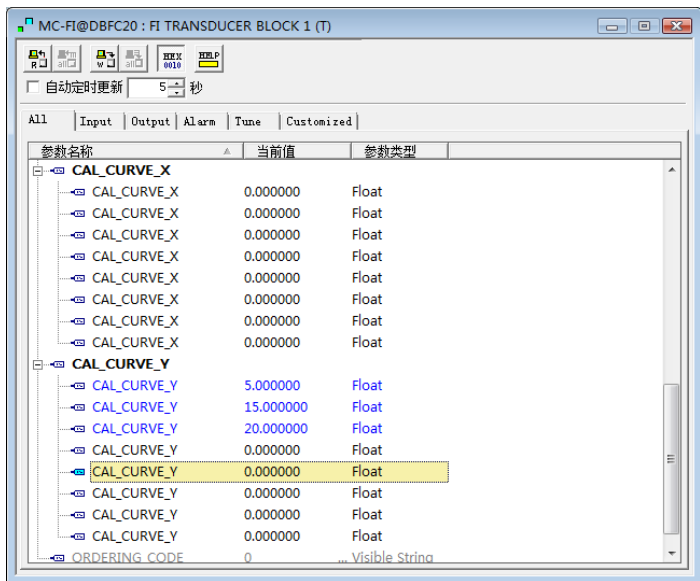 MC-FI@DBFC20 : FI TRANSDUCER BLOCK 1 (T)
R all W all HEX 0010 HELP
自动定时更新 5 秒
All Input Output Alarm Tune Customized
参数名称 当前值 参数类型
CAL_CURVE_X
CAL_CURVE_X 0.000000 Float
CAL_CURVE_X 0.000000 Float
CAL_CURVE_X 0.000000 Float
CAL_CURVE_X 0.000000 Float
CAL_CURVE_X 0.000000 Float
CAL_CURVE_X 0.000000 Float
CAL_CURVE_X 0.000000 Float
CAL_CURVE_X 0.000000 Float
CAL_CURVE_Y
CAL_CURVE_Y 5.000000 Float
CAL_CURVE_Y 15.000000 Float
CAL_CURVE_Y 20.000000 Float
CAL_CURVE_Y 0.000000 Float
CAL_CURVE_Y 0.000000 Float
CAL_CURVE_Y 0.000000 Float
CAL_CURVE_Y 0.000000 Float
CAL_CURVE_Y 0.000000 Float
ORDERING_CODE 0 ... Visible String